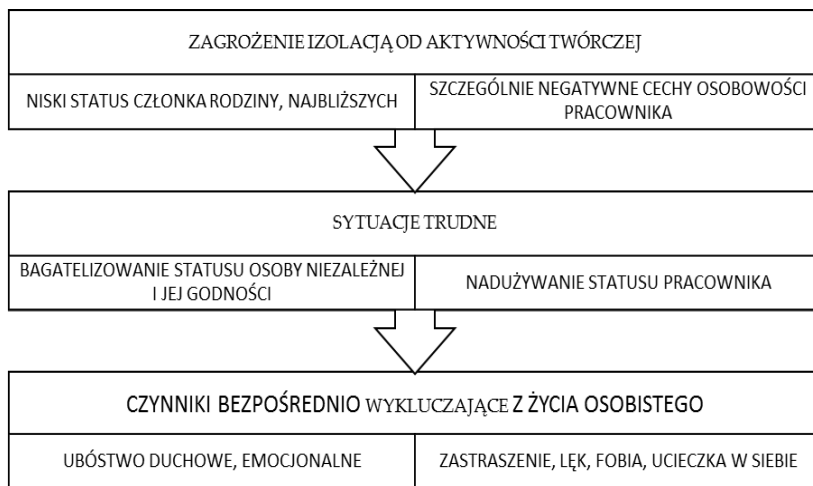 ZAGROŻENIE IZOLACJĄ OD AKTYWNOŚCI TWÓRCZEJ
NISKI STATUS CZŁONKA RODZINY, NAJBLIŻSZYCH
SZCZEGÓLNIE NEGATYWNE CECHY OSOBOWOŚCI
PRACOWNIKA
SYTUACJE TRUDNE
BAGATELIZOWANIE STATUSU OSOBY NIEZALEŻNEJ
I JEJ GODNOŚCI
NADUŻYWANIE STATUSU PRACOWNIKA
CZYNNIKI BEZPOŚREDNIO WYKLUCZAJĄCE Z ŻYCIA OSOBISTEGO
UBÓSTWO DUCHOWE, EMOCJONALNE
ZASTRASZENIE, LĘK, FOBIA, UCIECZKA W SIEBIE